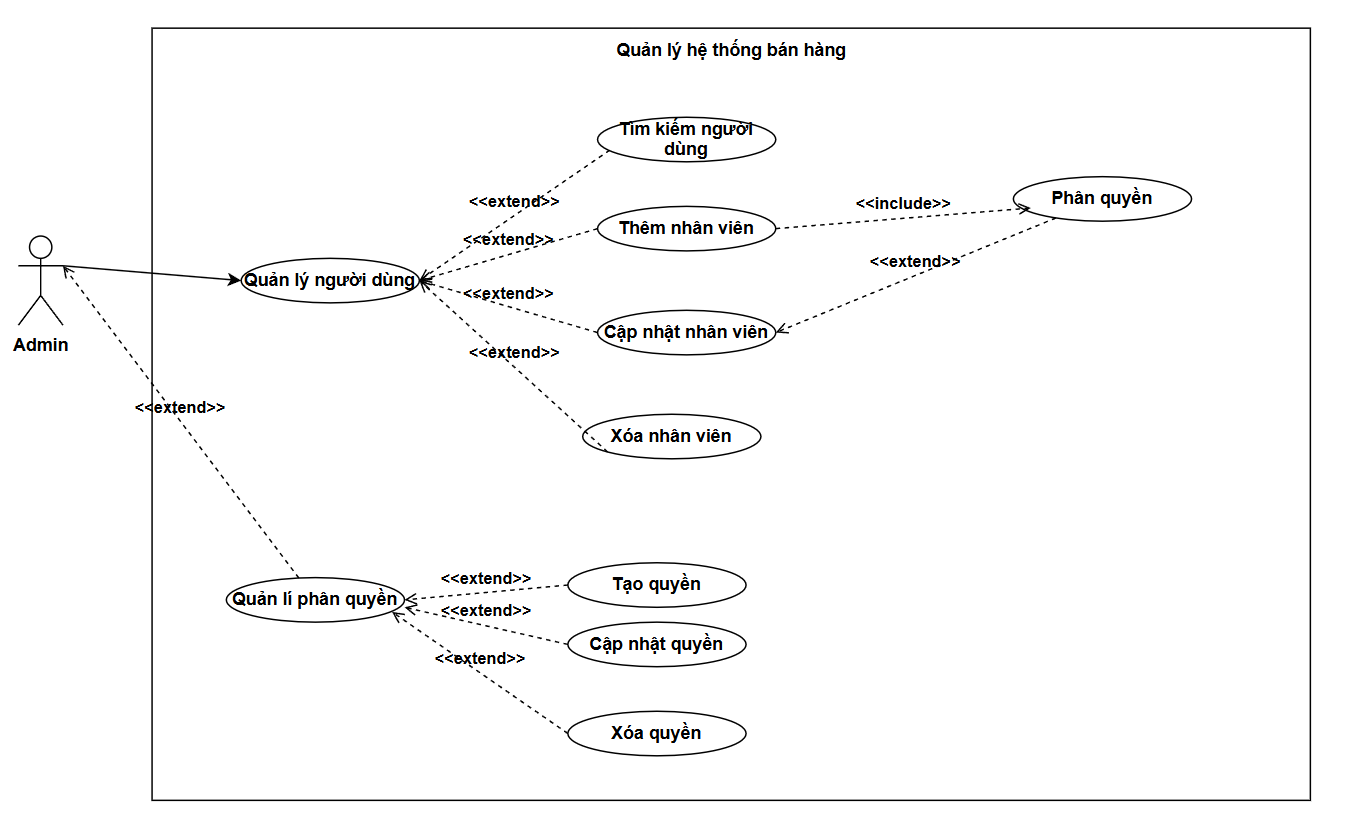 Quản lý hệ thống bán hàng
Tìm kiếm người
dùng
<<extend>>
Thêm nhân viên
<<include>>
Phân quyền
<<extend>>
<<extend>>
Quản lý người dùng
<<extend>>
Cập nhật nhân viên
Admin
<<extend>>
<<extend>>
Xóa nhân viên
<<extend>>
Tạo quyền
Quản lí phân quyền
<<extend>>
Cập nhật quyền
<<extend>>
Xóa quyền